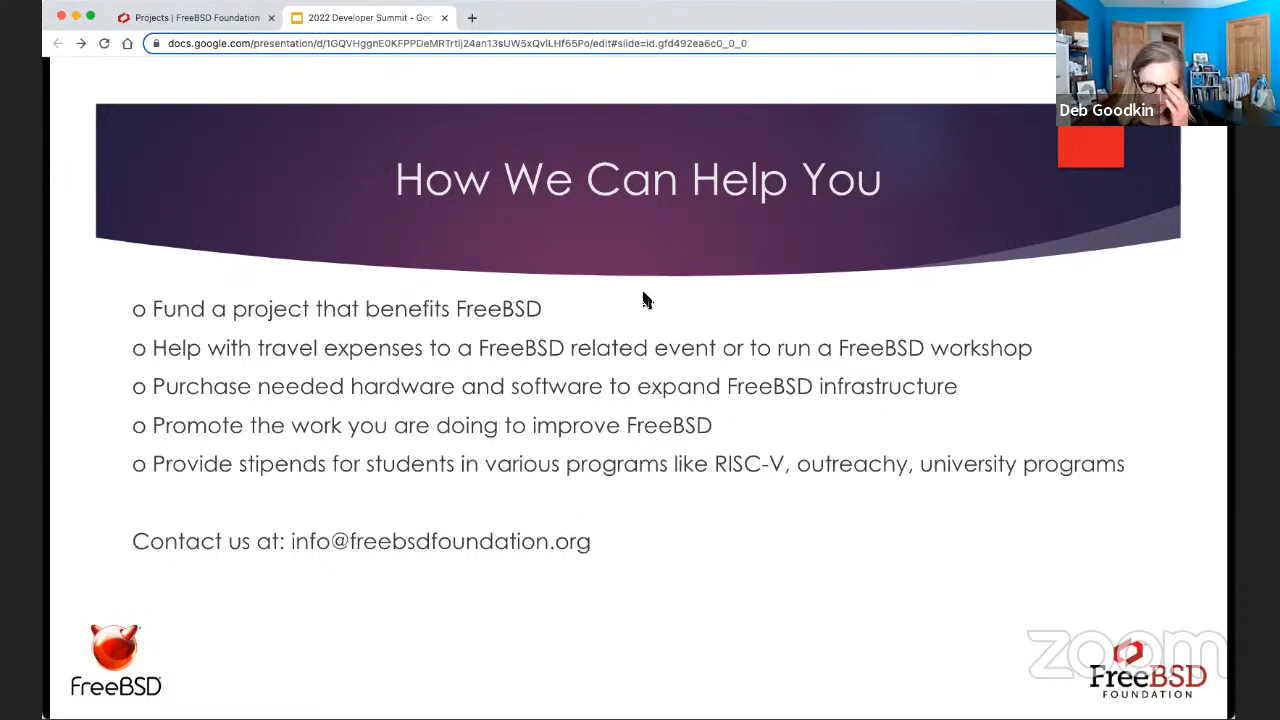 Projects | FreeBSD Foundation
2022 Developer Summit - Goo
docs.google.com/presentation/d/1GQVHggnE0KFPPDeMRTrtIj24an13sUW5xQvlLHf65Po/edit#slide=id.gfd492ea6c0_0_0
Deb Goodkin
How We Can Help You
o Fund a project that benefits FreeBSD
o Help with travel expenses to a FreeBSD related event or to run a FreeBSD workshop
o Purchase needed hardware and software to expand FreeBSD infrastructure
o Promote the work you are doing to improve FreeBSD
o Provide stipends for students in various programs like RISC-V, outreachy, university programs
Contact us at: info@freebsdfoundation.org
FreeBSD
zoom
FreeBSD
FOUNDATION